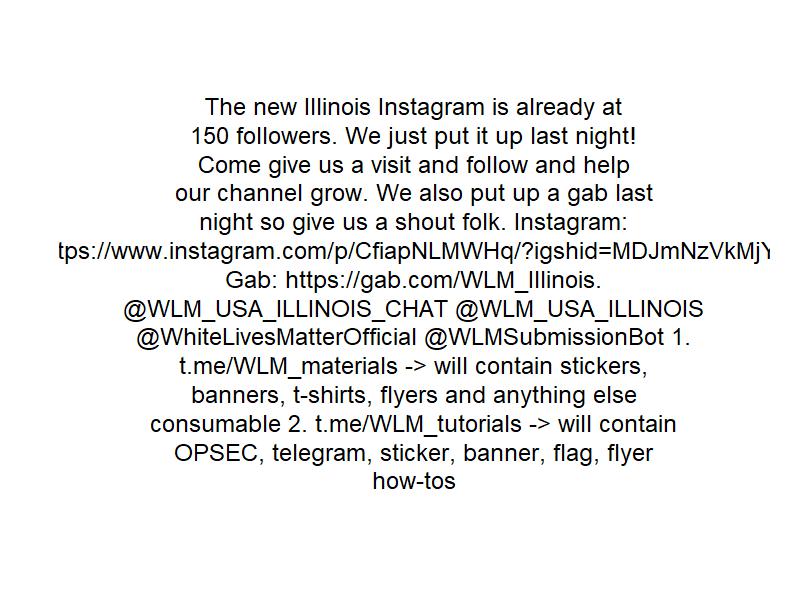 The new Illinois Instagram is already at
150 followers. We just put it up last night!
Come give us a visit and follow and help
our channel grow. We also put up a gab last
night so give us a shout folk. Instagram:
tps://www.instagram.com/p/CfiapNLMWHq/?igshid=MDJmNzVkMjY
Gab: https://gab.com/WLM_Illinois.
@WLM_USA_ILLINOIS_CHAT @WLM_USA_ILLINOIS
@WhiteLivesMatterOfficial @WLMSubmissionBot 1.
t.me/WLM_materials -> will contain stickers,
banners, t-shirts, flyers and anything else
consumable 2. t.me/WLM_tutorials -> will contain
OPSEC, telegram, sticker, banner, flag, flyer
how-tos